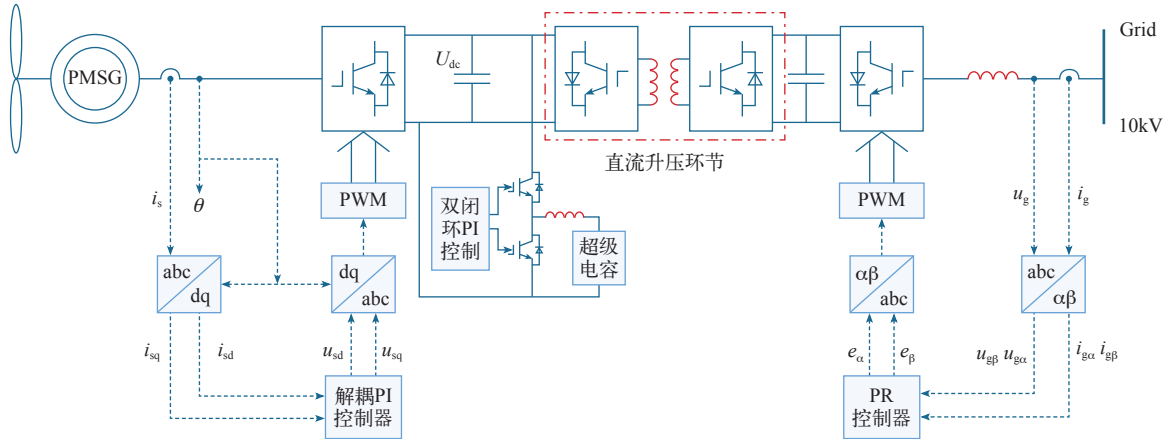 Grid
PMSG
U_dc
10kV
直流升压环节
i_s
θ
PWM
双闭
环PI
控制
超级
电容
PWM
u_g
i_g
abc
dq
dq
abc
αβ
abc
abc
αβ
i_sq
i_sd
u_sd
u_sq
e_α
e_β
u_gβ u_gα
i_gα i_gβ
解耦PI
控制器
PR
控制器